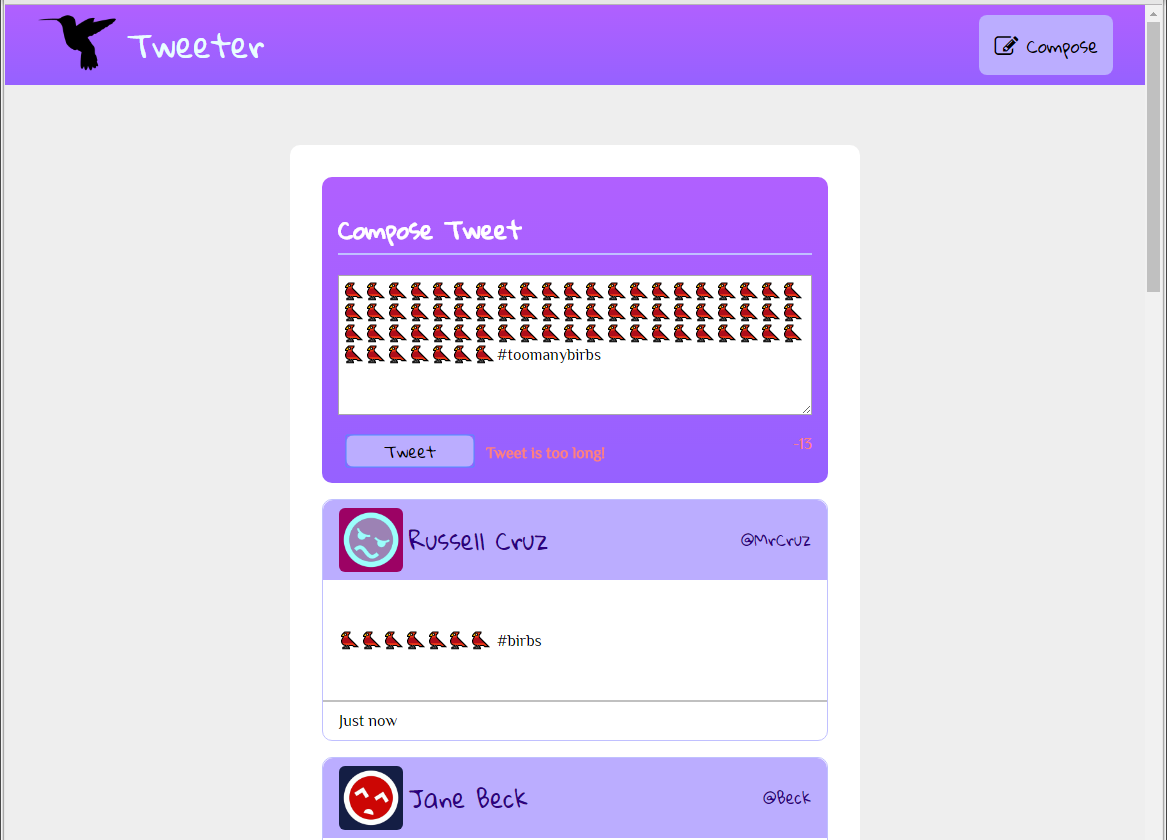 Tweeter
Compose
Compose Tweet
#toomanybirbs
Tweet
Tweet is too long!
-13
Russell Cruz
@MrCruz
#birbs
Just now
Jane Beck
@Beck